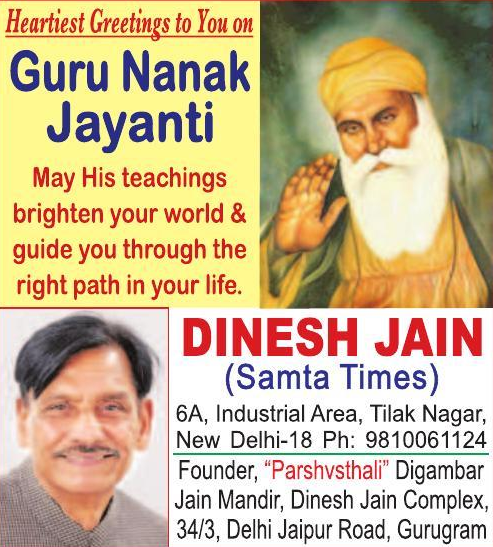 Heartiest Greetings to You on
Guru Nanak
Jayanti
May His teachings
brighten your world &
guide you through the
right path in your life.
DINESH JAIN
(Samta Times)
6A, Industrial Area, Tilak Nagar,
New Delhi-18 Ph: 9810061124
Founder, “Parshvsthali” Digambar
Jain Mandir, Dinesh Jain Complex,
34/3, Delhi Jaipur Road, Gurugram